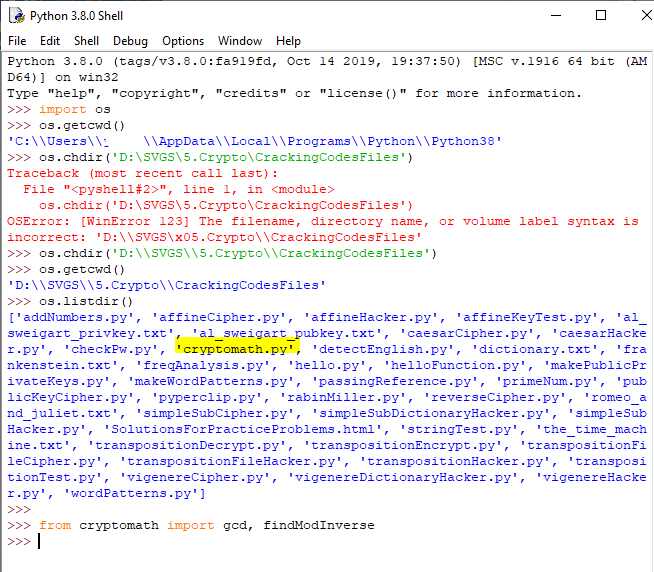 Python 3.8.0 Shell
File Edit Shell Debug Options Window Help
Python 3.8.0 (tags/v3.8.0:fa919fd, Oct 14 2019, 19:37:50) [MSC v.1916 64 bit (AM
D64)] on win32
Type "help", "copyright", "credits" or "license()" for more information.
>>> import os
>>> os.getcwd()
'C:\\Users\\ \\AppData\\Local\\Programs\\Python\\Python38'
>>> os.chdir('D:\SVGS\5.Crypto\CrackingCodesFiles')
Traceback (most recent call last):
  File "<pyshell#2>", line 1, in <module>
    os.chdir('D:\SVGS\5.Crypto\CrackingCodesFiles')
OSError: [WinError 123] The filename, directory name, or volume label syntax is
incorrect: 'D:\\SVGS\x05.Crypto\\CrackingCodesFiles'
>>> os.chdir('D:\\SVGS\\5.Crypto\\CrackingCodesFiles')
>>> os.getcwd()
'D:\\SVGS\\5.Crypto\\CrackingCodesFiles'
>>> os.listdir()
['addNumbers.py', 'affineCipher.py', 'affineHacker.py', 'affineKeyTest.py', 'al_
sweigart_privkey.txt', 'al_sweigart_pubkey.txt', 'caesarCipher.py', 'caesarHacke
r.py', 'checkPw.py', 'cryptomath.py', 'detectEnglish.py', 'dictionary.txt', 'fra
nkenstein.txt', 'freqAnalysis.py', 'hello.py', 'helloFunction.py', 'makePublicPr
ivateKeys.py', 'makeWordPatterns.py', 'passingReference.py', 'primeNum.py', 'pub
licKeyCipher.py', 'pyperclip.py', 'rabinMiller.py', 'reverseCipher.py', 'romeo_a
nd_juliet.txt', 'simpleSubCipher.py', 'simpleSubDictionaryHacker.py', 'simpleSub
Hacker.py', 'SolutionsForPracticeProblems.html', 'stringTest.py', 'the_time_mac
hine.txt', 'transpositionDecrypt.py', 'transpositionEncrypt.py', 'transpositionFi
leCipher.py', 'transpositionFileHacker.py', 'transpositionHacker.py', 'transposi
tionTest.py', 'vigenereCipher.py', 'vigenereDictionaryHacker.py', 'vigenereHacke
r.py', 'wordPatterns.py']
>>>
>>> from cryptomath import gcd, findModInverse
>>>